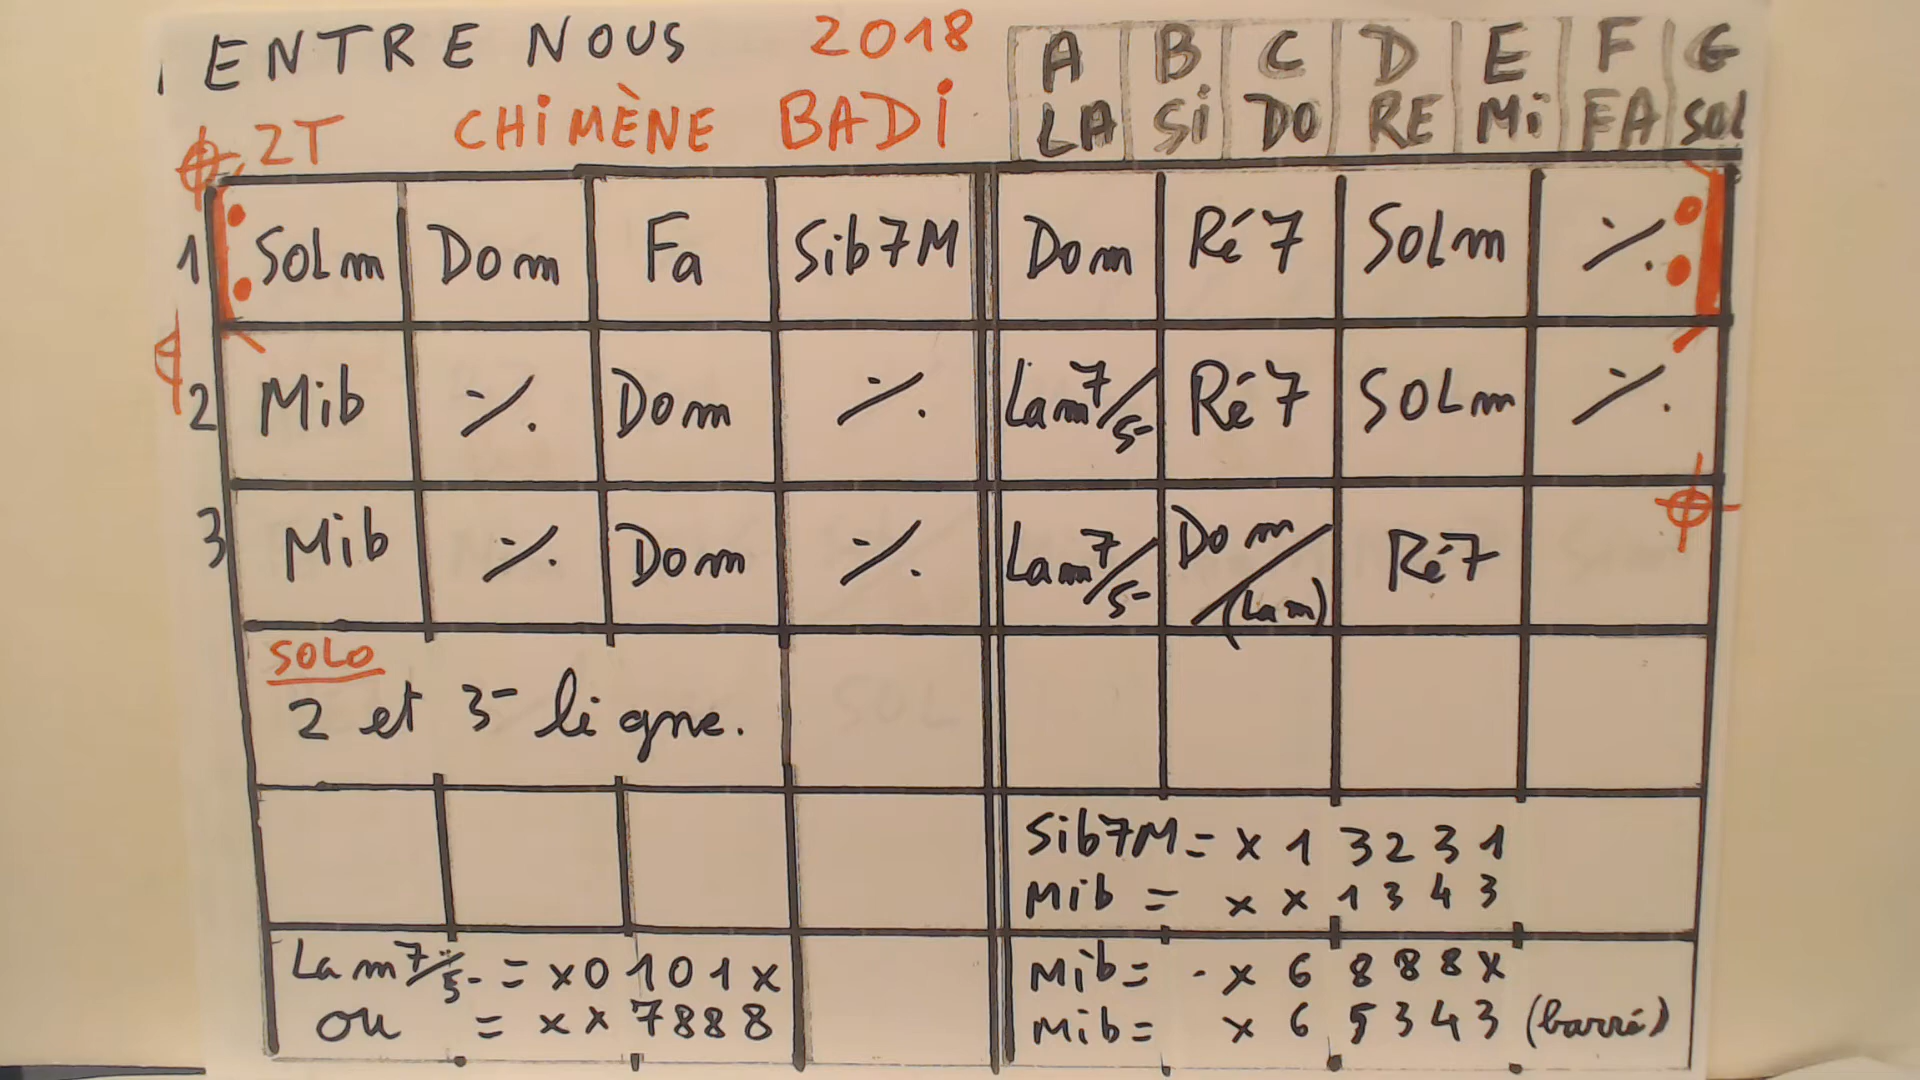 ENTRE NOUS 2018 A B C D E F G
2T CHiMÈNE BADi LA Si DO RE Mi FA SOL
1 SOLm Dom Fa Sib7M Dom Ré7 SOLm ٪
2 Mib ٪ Dom ٪ Lam7/5- Ré7 SOLm ٪
3 Mib ٪ Dom ٪ Lam7/5- Dom/(Lam) Ré7
SOLO
2 et 3- ligne.
Sib7M = x 1 3 2 3 1
Mib = x x 1 3 4 3
Lam7/5- = x 0 1 0 1 x
ou = x x 7 8 8 8
Mib = - x 6 8 8 8 x
Mib = x 6 5 3 4 3 (barré)